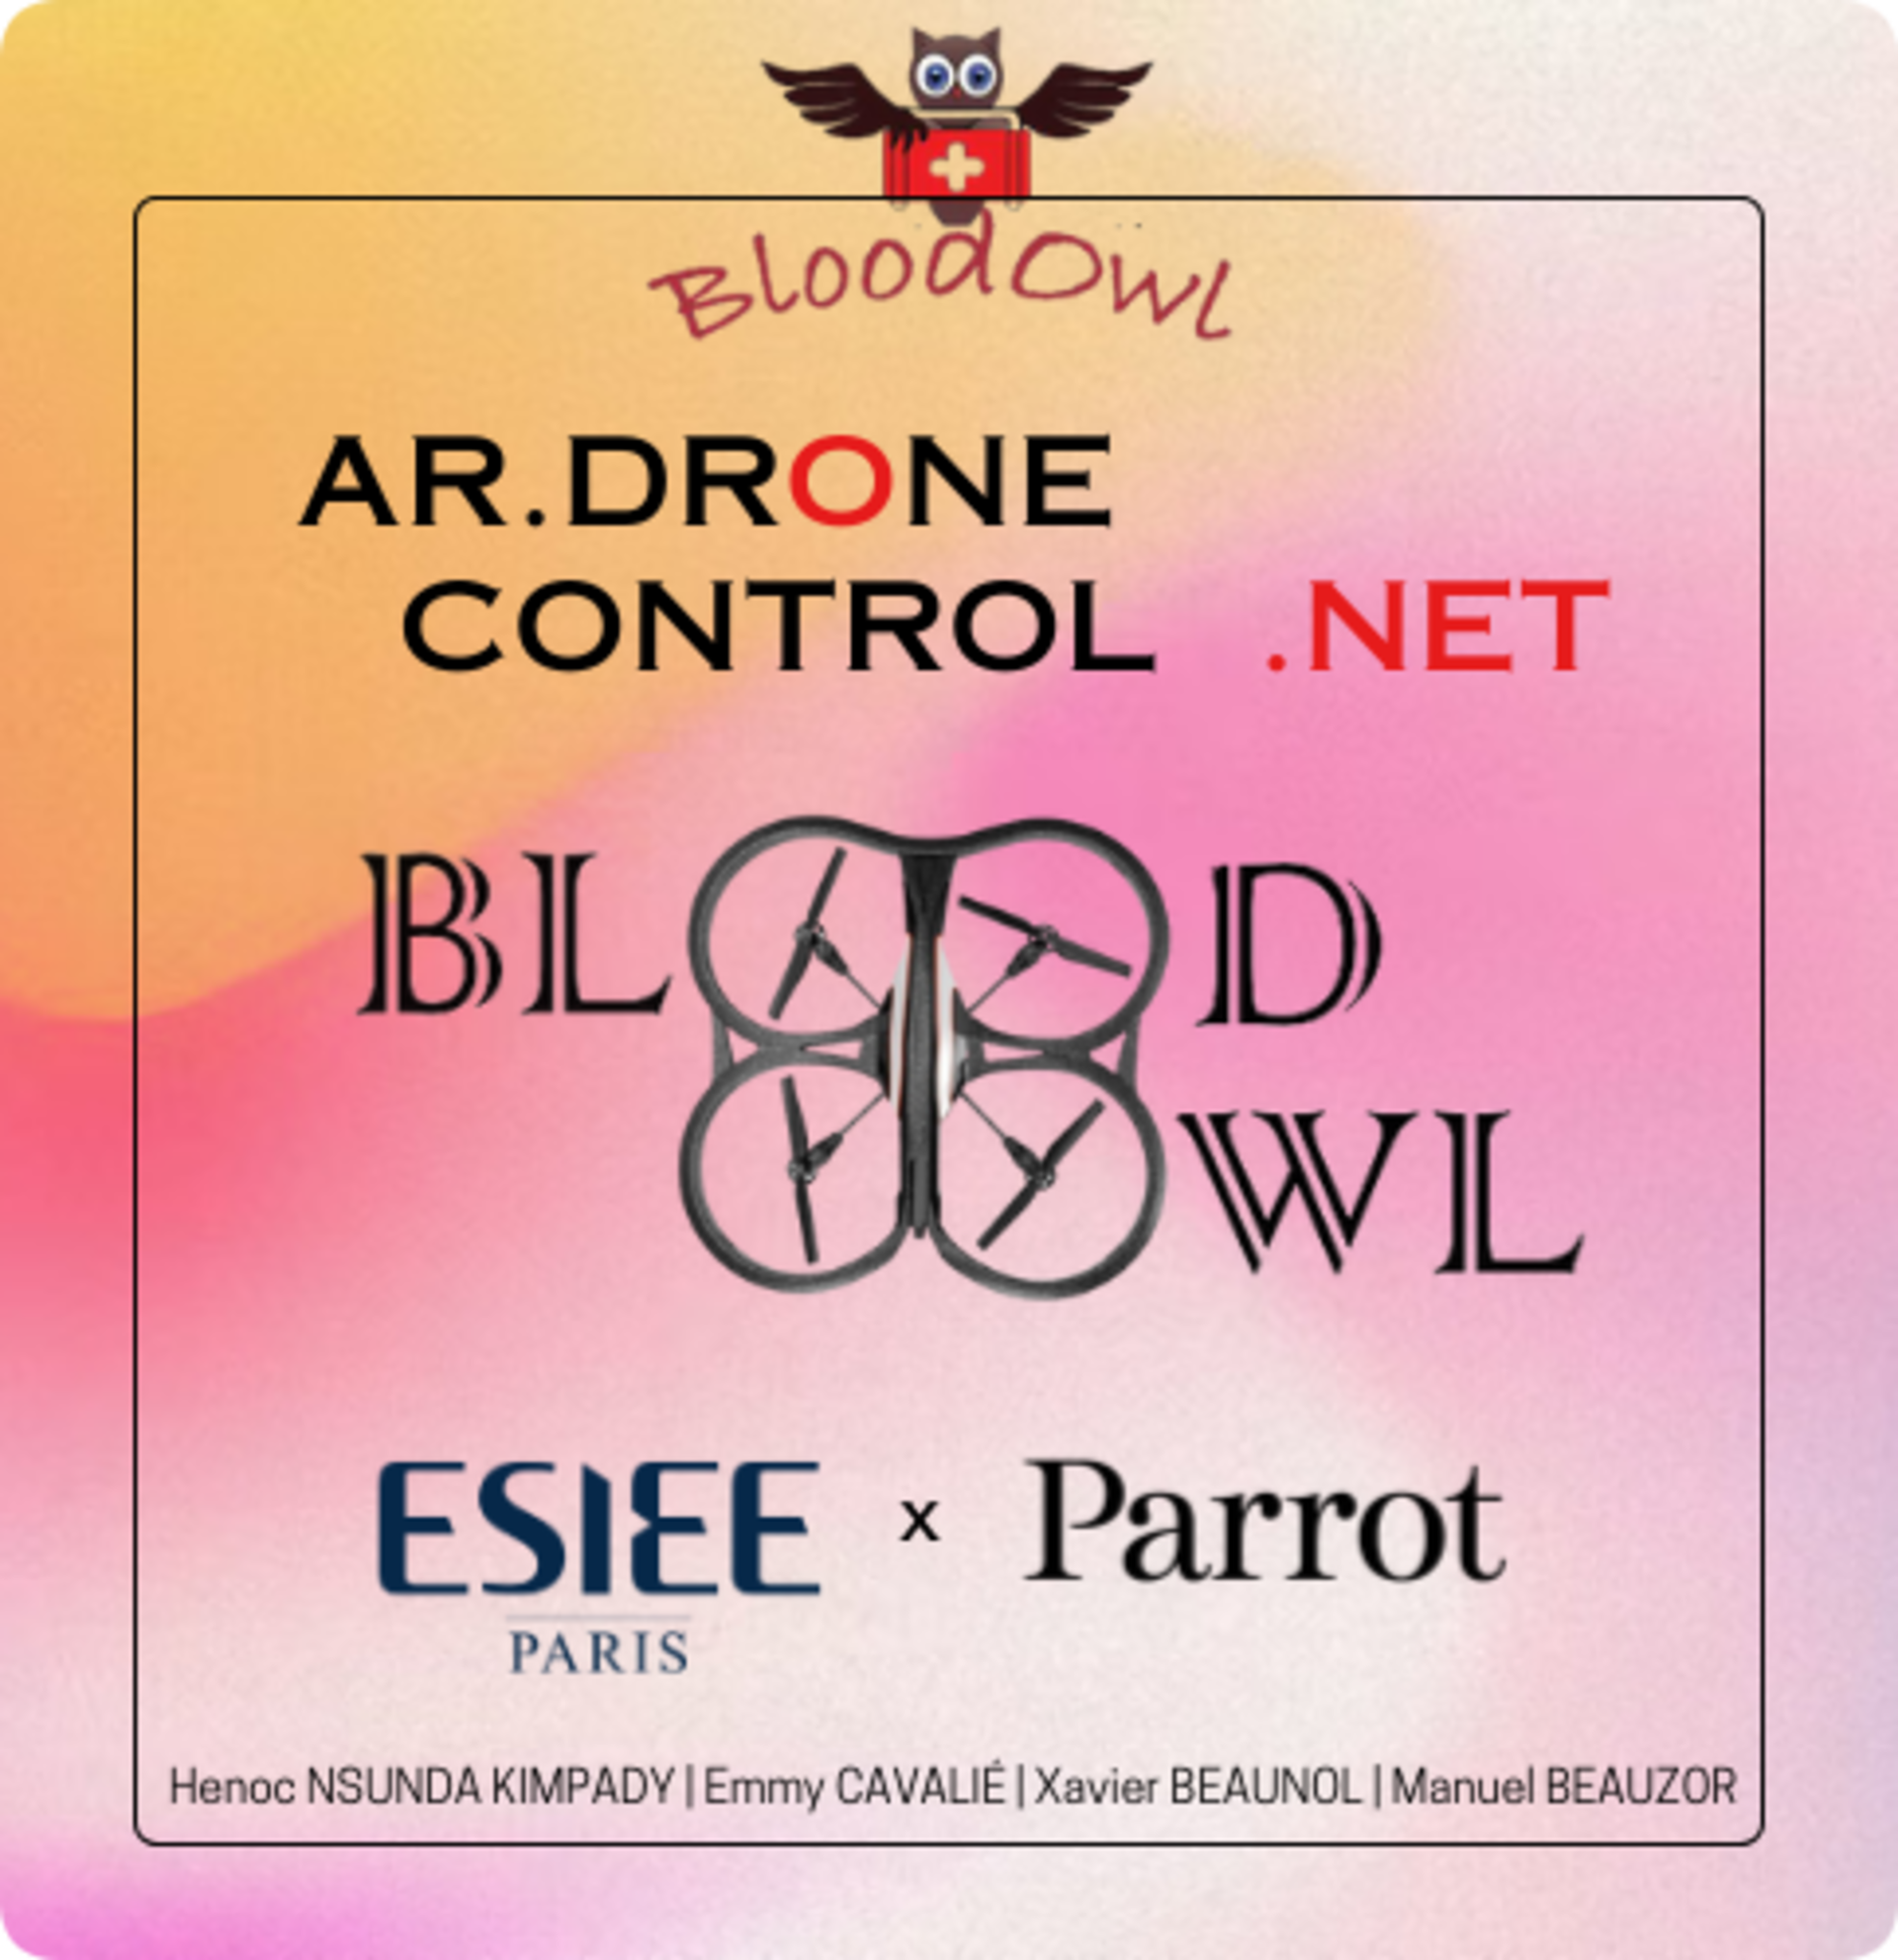 BloodOwl
AR.DRONE
CONTROL .NET
BL D
WL
ESIEE x Parrot
PARIS
Henoc NSUNDA KIMPADY | Emmy CAVALIÉ | Xavier BEAUNOL | Manuel BEAUZOR